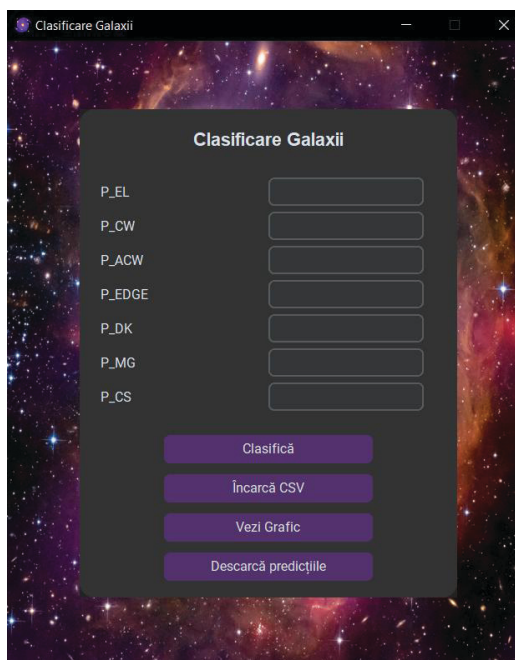 Clasificare Galaxii
Clasificare Galaxii
P_EL
P_CW
P_ACW
P_EDGE
P_DK
P_MG
P_CS
Clasifică
Încarcă CSV
Vezi Grafic
Descarcă predicțiile